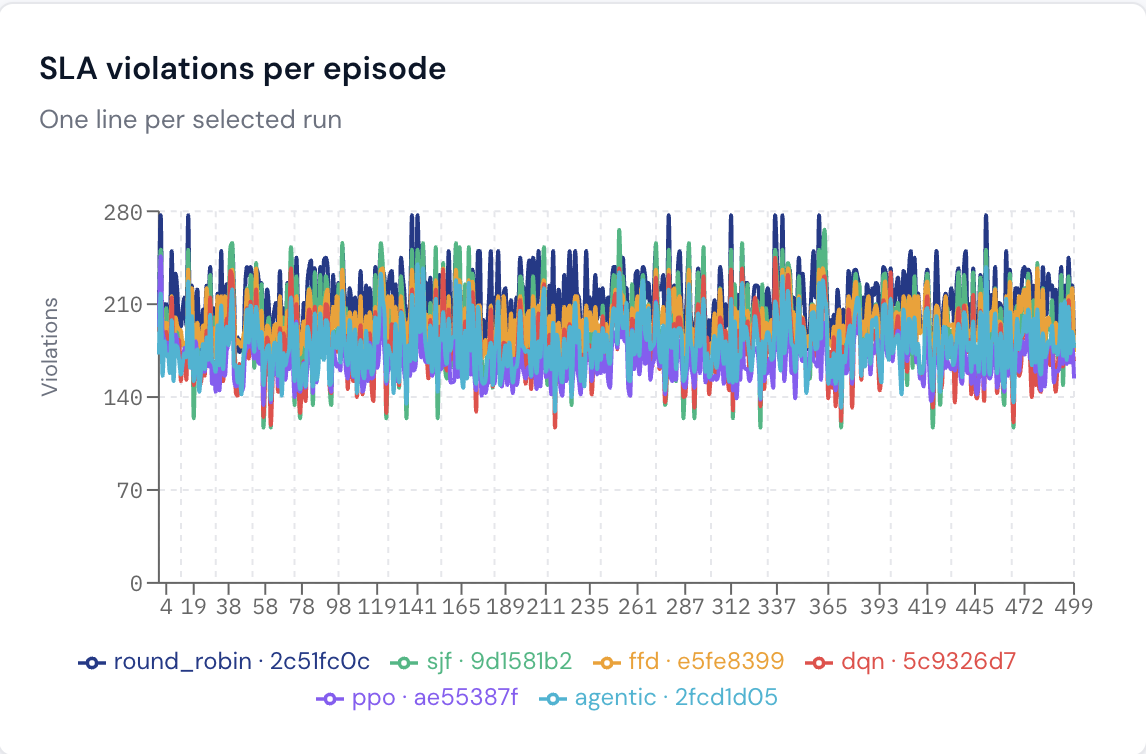 SLA violations per episode
One line per selected run
280
210
140
70
0
Violations
4 19 38 58 78 98 119 141 165 189 211 235 261 287 312 337 365 393 419 445 472 499
round_robin · 2c51fc0c sjf · 9d1581b2 ffd · e5fe8399 dqn · 5c9326d7
ppo · ae55387f agentic · 2fcd1d05